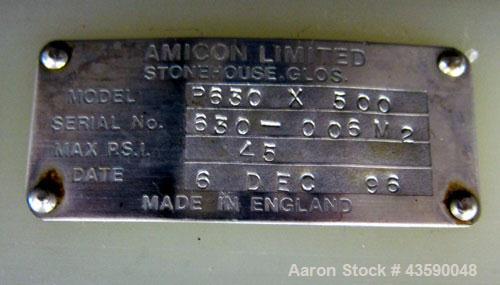 AMICON LIMITED
STONEHOUSE.GLOS.
MODEL P630 X 500
SERIAL No. 630-006M2
MAX P.S.I. 45
DATE 6 DEC 96
MADE IN ENGLAND
Aaron Stock # 43590048